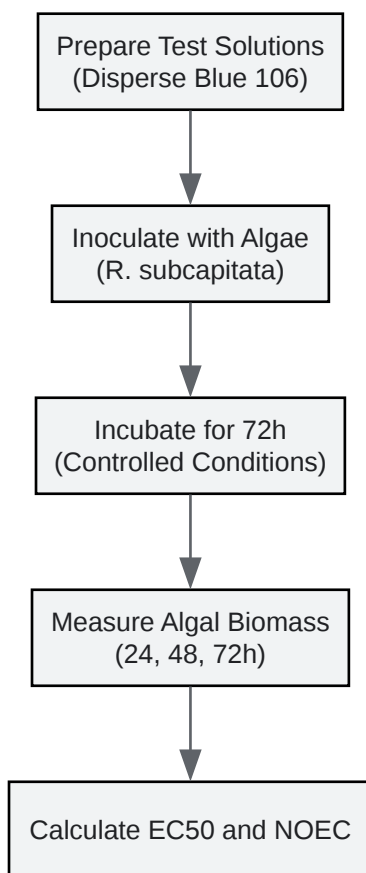 Prepare Test Solutions
(Disperse Blue 106)
Inoculate with Algae
(R. subcapitata)
Incubate for 72h
(Controlled Conditions)
Measure Algal Biomass
(24, 48, 72h)
Calculate EC50 and NOEC